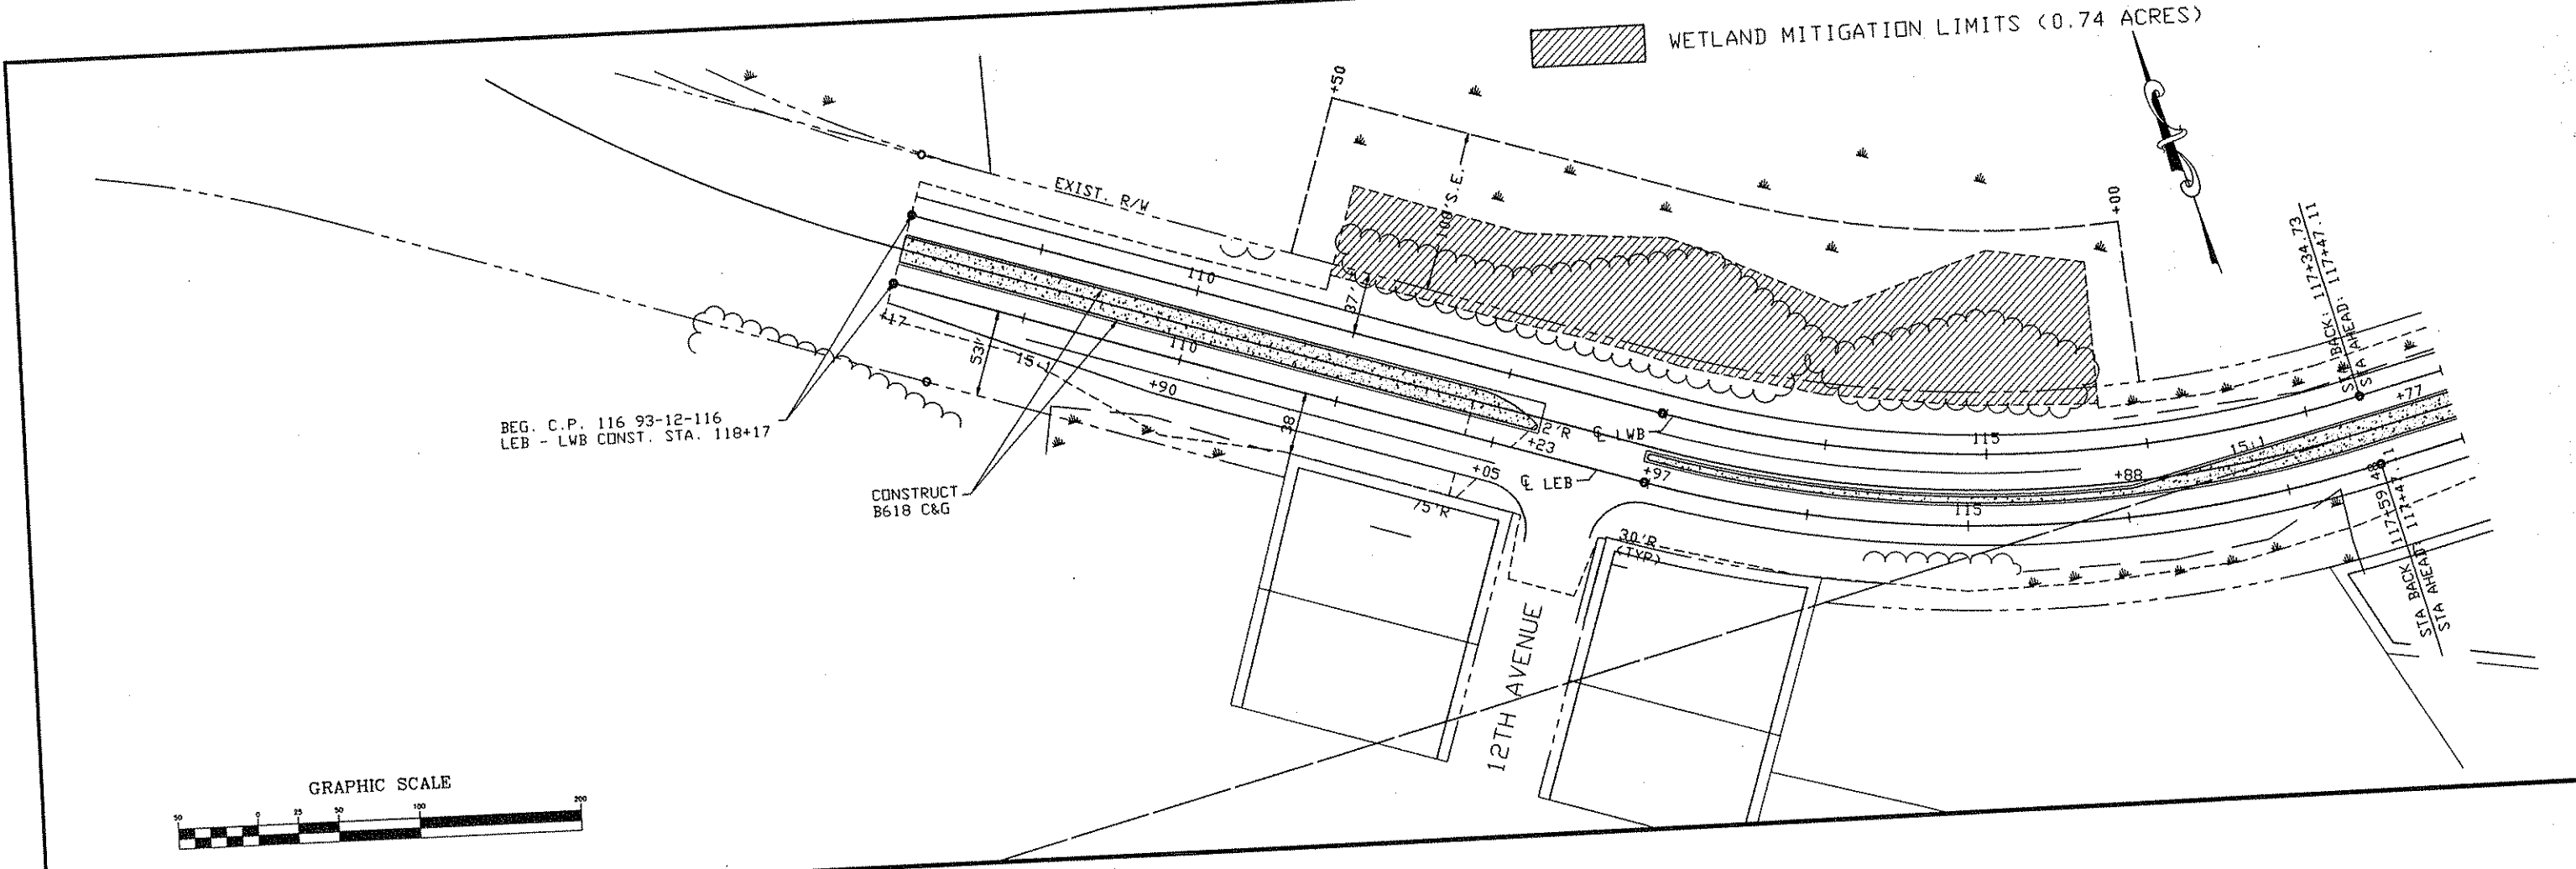 WETLAND MITIGATION LIMITS (0.74 ACRES)
+50
EXIST. R/W
100' S.E.
+00
STA BACK: 117+34.73
STA AHEAD: 117+47.11
110
37'
+17
53'
15:1
110
+90
38
2'R
+23
℄ LWB
115
+77
15:1
+88
BEG. C.P. 116 93-12-116
LEB - LWB CONST. STA. 118+17
CONSTRUCT
B618 C&G
+05
℄ LEB
+97
115
75'R
30'R
(TYP)
STA BACK 117+59.48
STA AHEAD: 117+47.1
12TH AVENUE
GRAPHIC SCALE
50 0 25 50 100 200